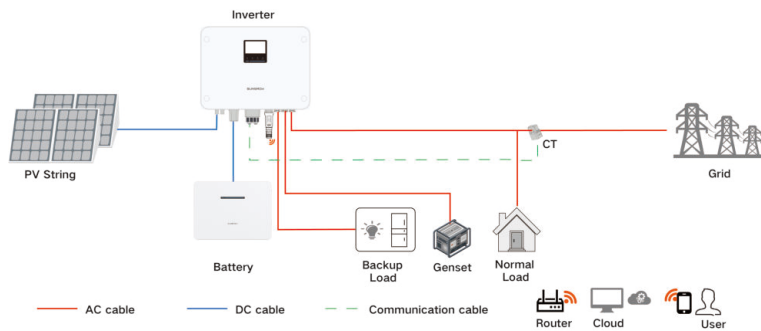 Inverter
CT
PV String
Grid
Battery
Backup
Load
Genset
Normal
Load
AC cable
DC cable
Communication cable
Router
Cloud
User